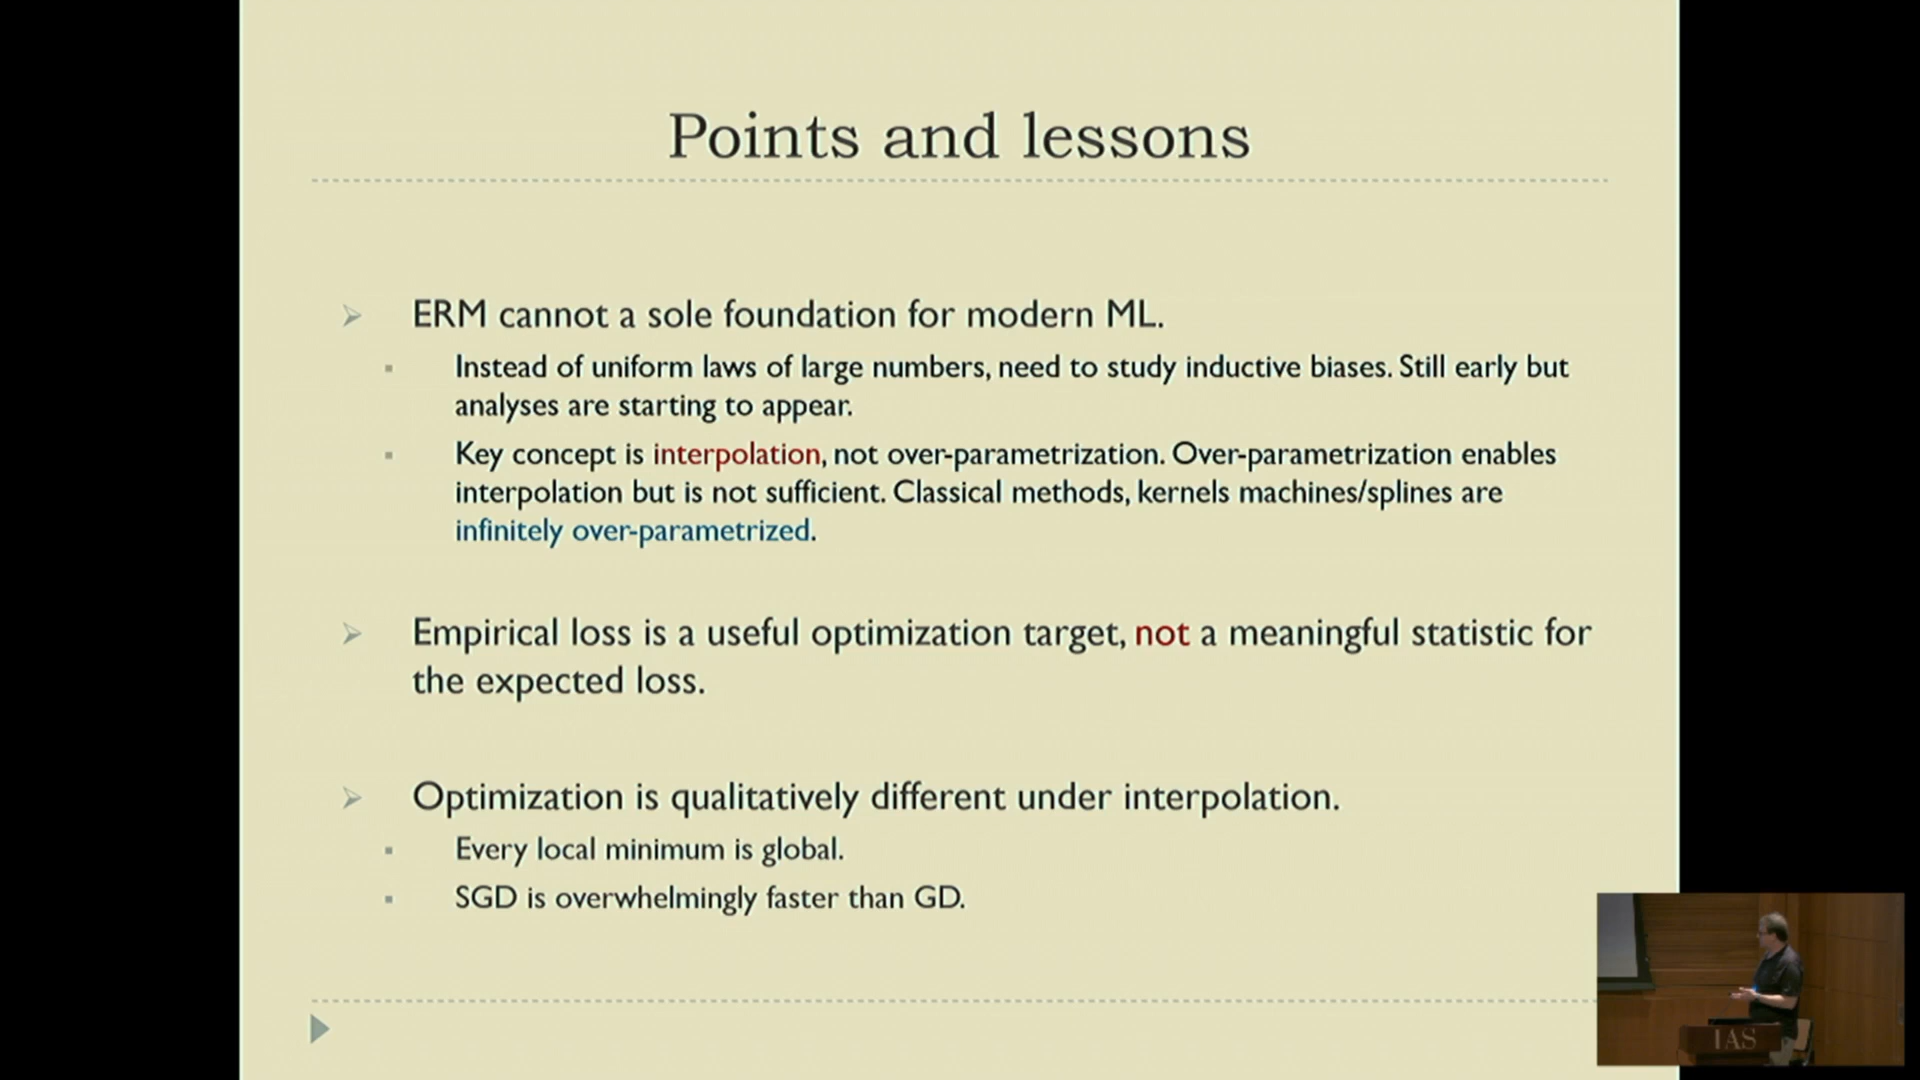 Points and lessons
ERM cannot a sole foundation for modern ML.
Instead of uniform laws of large numbers, need to study inductive biases. Still early but
analyses are starting to appear.
Key concept is interpolation, not over-parametrization. Over-parametrization enables
interpolation but is not sufficient. Classical methods, kernels machines/splines are
infinitely over-parametrized.
Empirical loss is a useful optimization target, not a meaningful statistic for
the expected loss.
Optimization is qualitatively different under interpolation.
Every local minimum is global.
SGD is overwhelmingly faster than GD.
IAS